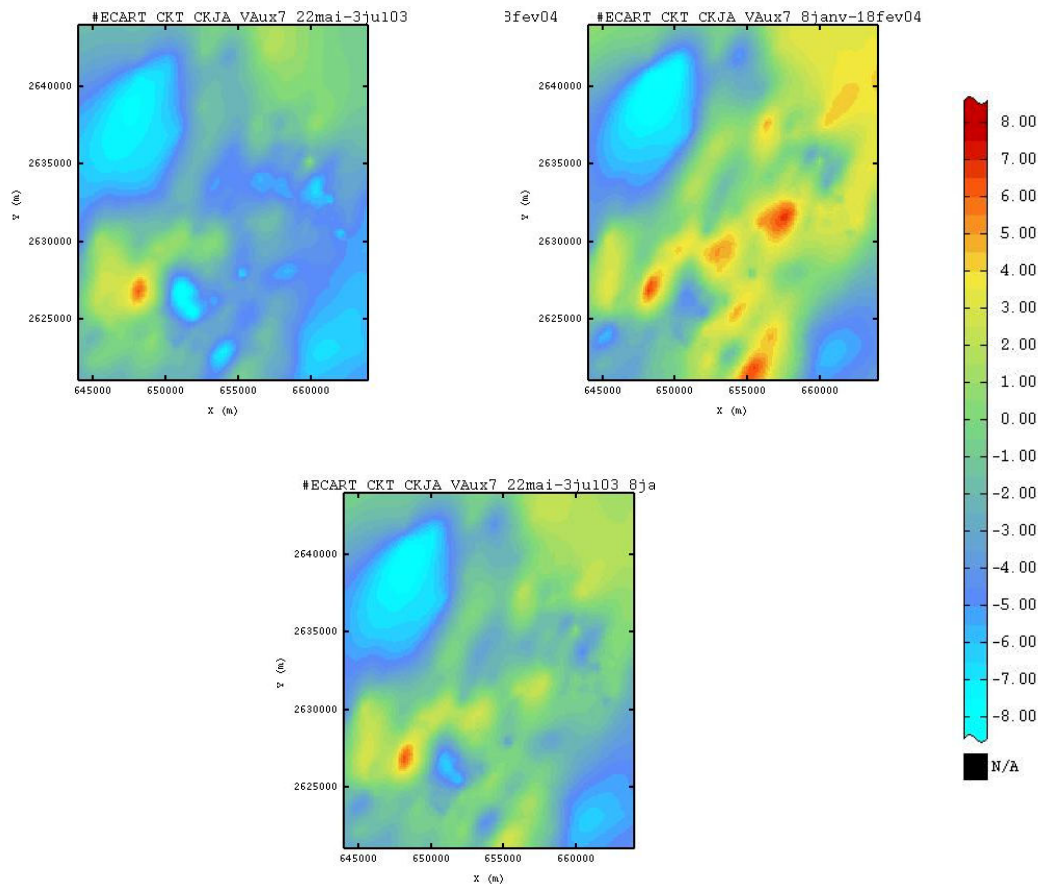 #ECART CKT CKJA VAux7 22mai-3jul03
3fev04
#ECART CKT CKJA VAux7 8janv-18fev04
2640000
2635000
2630000
2625000
Y (m)
645000 650000 655000 660000
X (m)
2640000
2635000
2630000
2625000
Y (m)
645000 650000 655000 660000
X (m)
8.00
7.00
6.00
5.00
4.00
3.00
2.00
1.00
0.00
-1.00
-2.00
-3.00
-4.00
-5.00
-6.00
-7.00
-8.00
N/A
#ECART CKT CKJA VAux7 22mai-3jul03 8ja
2640000
2635000
2630000
2625000
Y (m)
645000 650000 655000 660000
X (m)